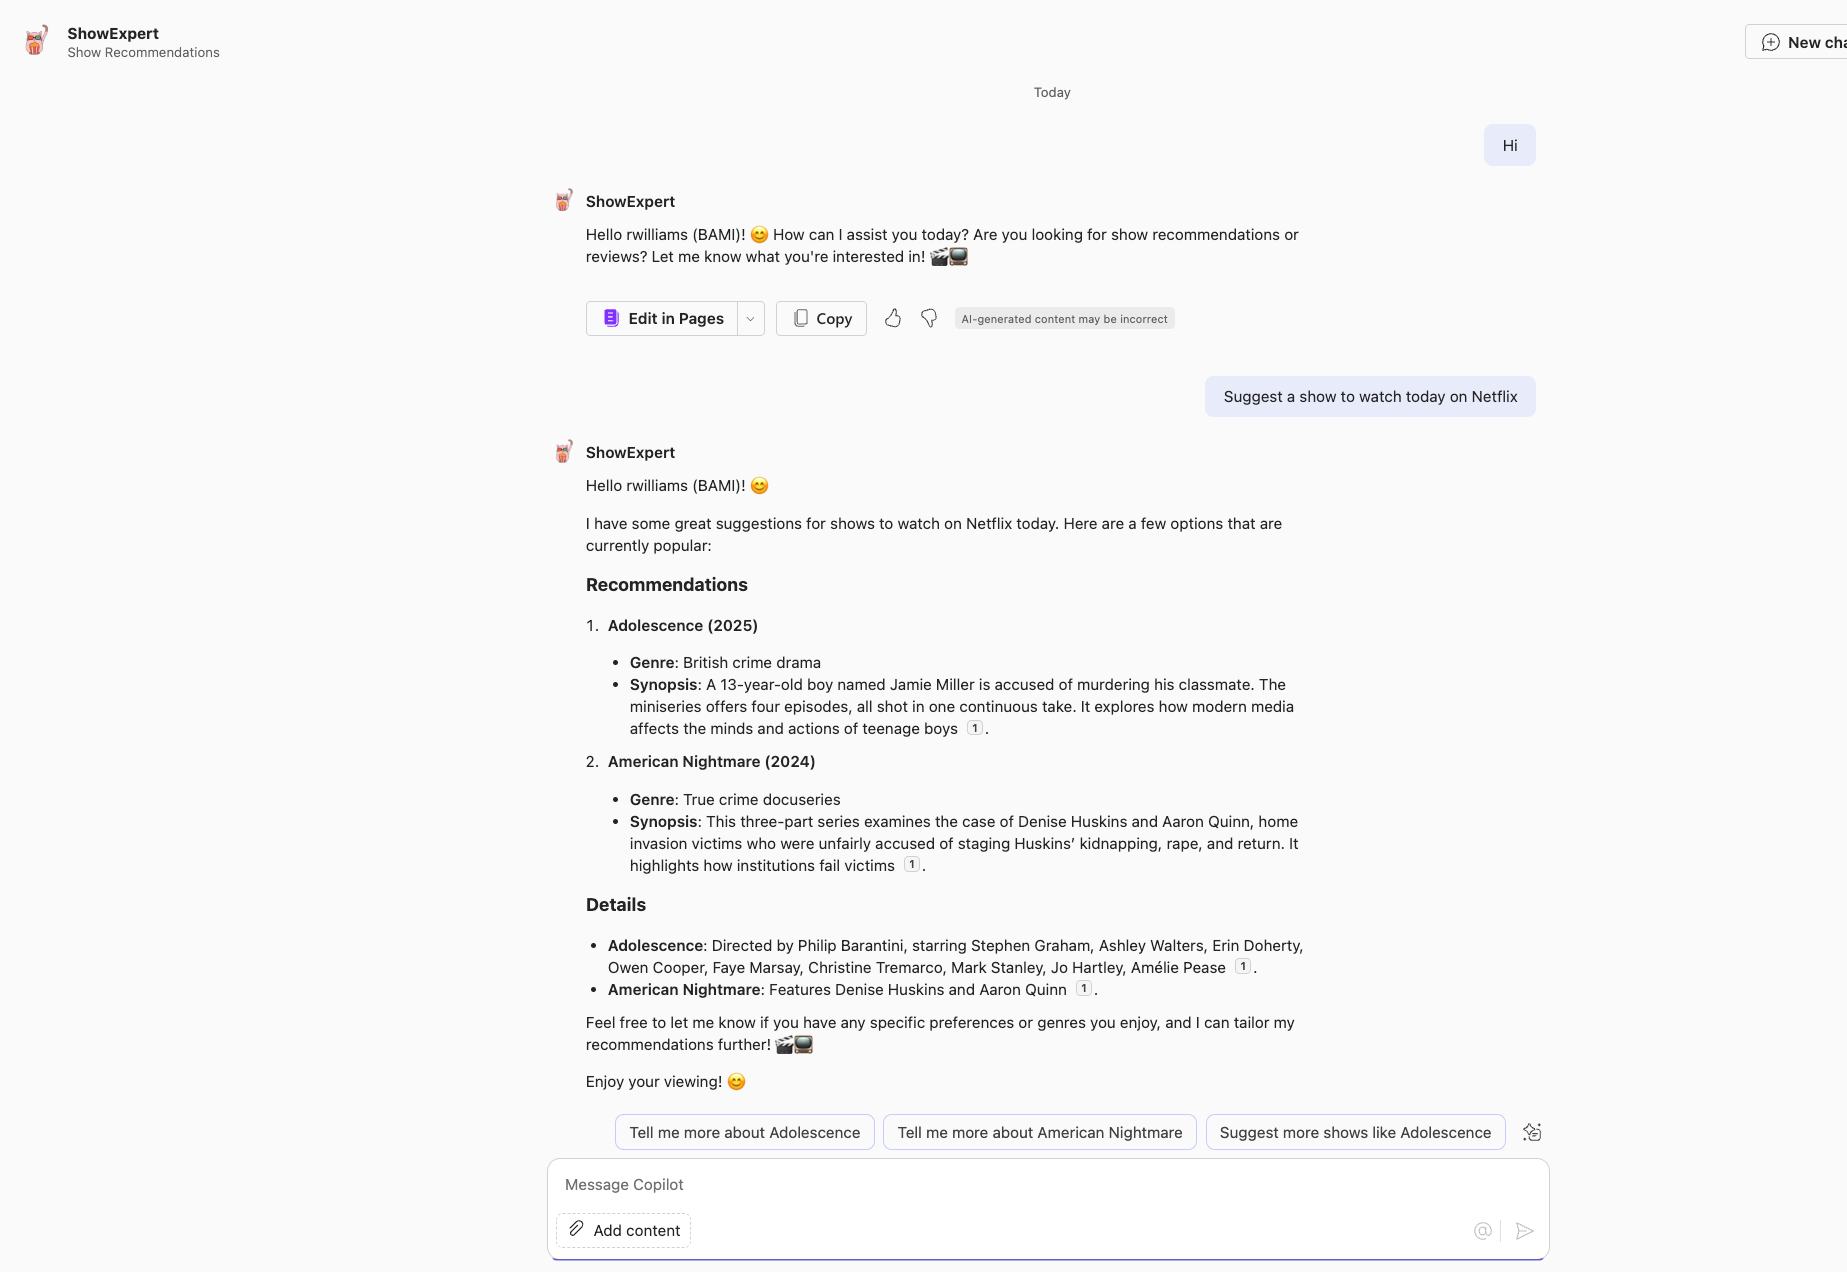 ShowExpert
Show Recommendations
New cha
Today
Hi
ShowExpert
Hello rwilliams (BAMI)! 😊 How can I assist you today? Are you looking for show recommendations or
reviews? Let me know what you're interested in! 🎬📺
Edit in Pages
Copy
AI-generated content may be incorrect
Suggest a show to watch today on Netflix
ShowExpert
Hello rwilliams (BAMI)! 😊
I have some great suggestions for shows to watch on Netflix today. Here are a few options that are
currently popular:
Recommendations
1. Adolescence (2025)
• Genre: British crime drama
• Synopsis: A 13-year-old boy named Jamie Miller is accused of murdering his classmate. The
miniseries offers four episodes, all shot in one continuous take. It explores how modern media
affects the minds and actions of teenage boys 1.
2. American Nightmare (2024)
• Genre: True crime docuseries
• Synopsis: This three-part series examines the case of Denise Huskins and Aaron Quinn, home
invasion victims who were unfairly accused of staging Huskins’ kidnapping, rape, and return. It
highlights how institutions fail victims 1.
Details
• Adolescence: Directed by Philip Barantini, starring Stephen Graham, Ashley Walters, Erin Doherty,
Owen Cooper, Faye Marsay, Christine Tremarco, Mark Stanley, Jo Hartley, Amélie Pease 1.
• American Nightmare: Features Denise Huskins and Aaron Quinn 1.
Feel free to let me know if you have any specific preferences or genres you enjoy, and I can tailor my
recommendations further! 🎬📺
Enjoy your viewing! 😊
Tell me more about Adolescence
Tell me more about American Nightmare
Suggest more shows like Adolescence
Message Copilot
Add content